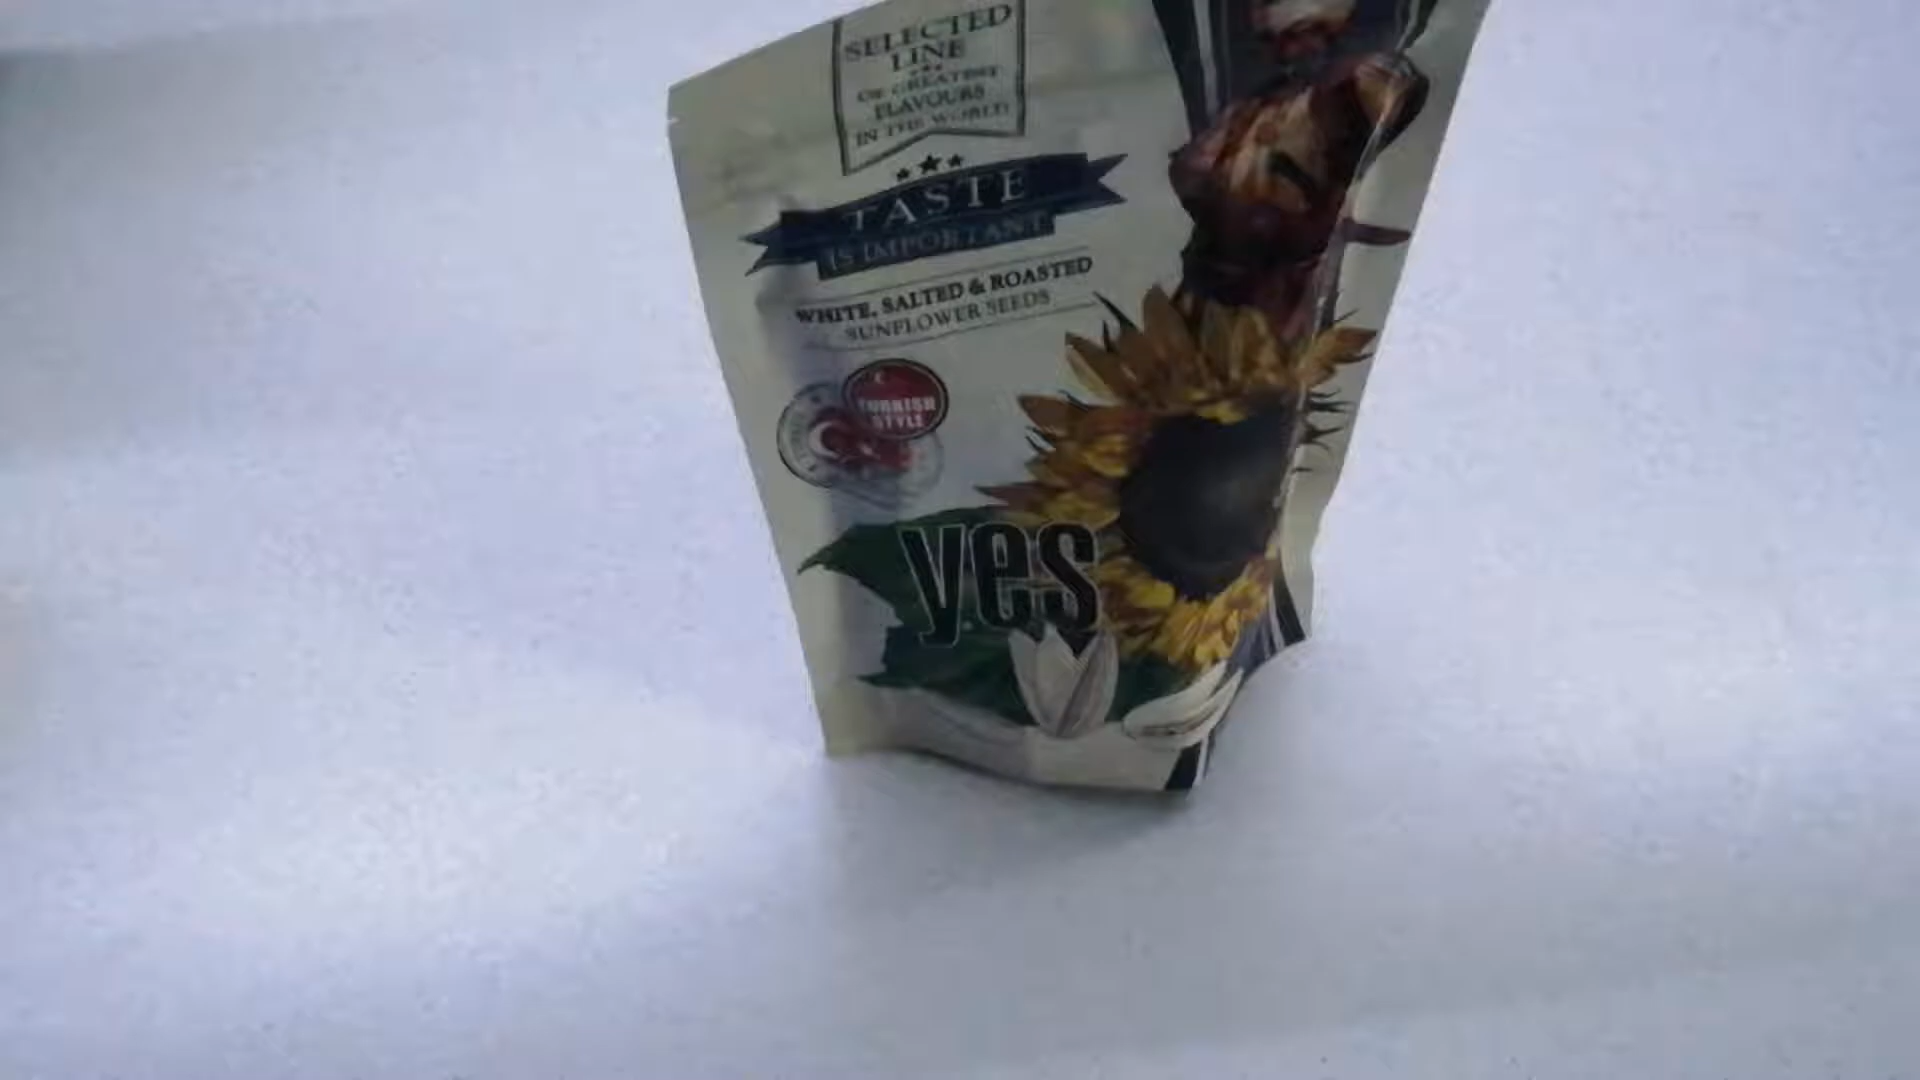 SELECTED
LINE
OF GREATEST
FLAVOURS
IN THE WORLD
TASTE
IS IMPORTANT
WHITE, SALTED & ROASTED
SUNFLOWER SEEDS
TURKISH
STYLE
yes